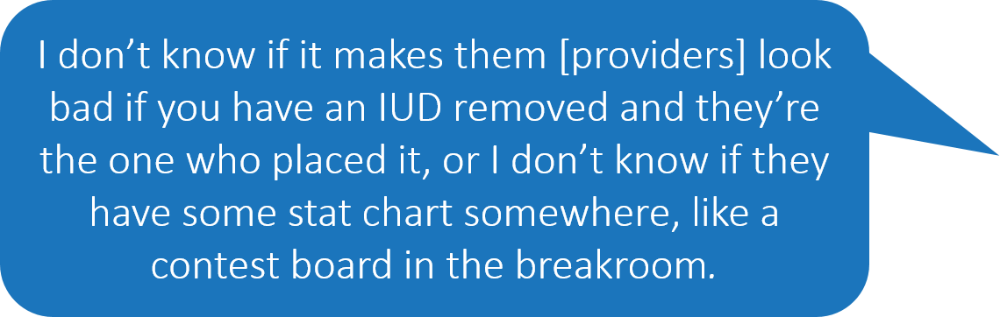 I don’t know if it makes them [providers] look
bad if you have an IUD removed and they’re
the one who placed it, or I don’t know if they
have some stat chart somewhere, like a
contest board in the breakroom.